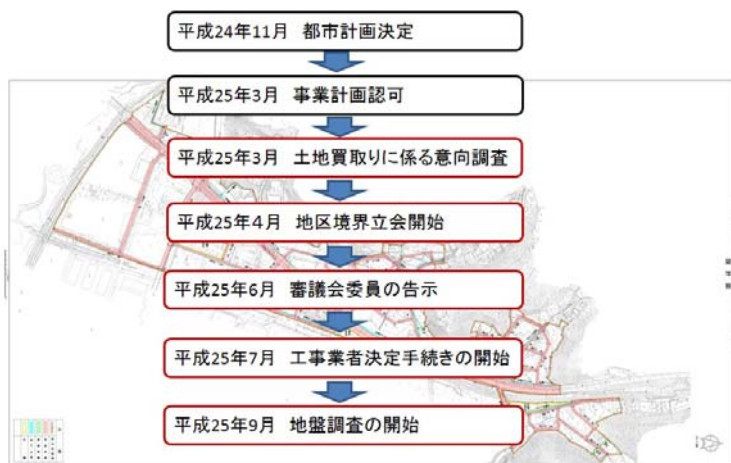 平成24年11月 都市計画決定
平成25年3月 事業計画認可
平成25年3月 土地買取りに係る意向調査
平成25年4月 地区境界立会開始
平成25年6月 審議会委員の告示
平成25年7月 工事業者決定手続きの開始
平成25年9月 地盤調査の開始